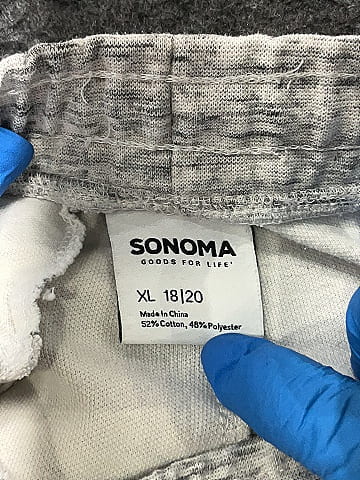 SONOMA
GOODS FOR LIFE
XL 18|20
Made In China
52% Cotton, 48% Polyester